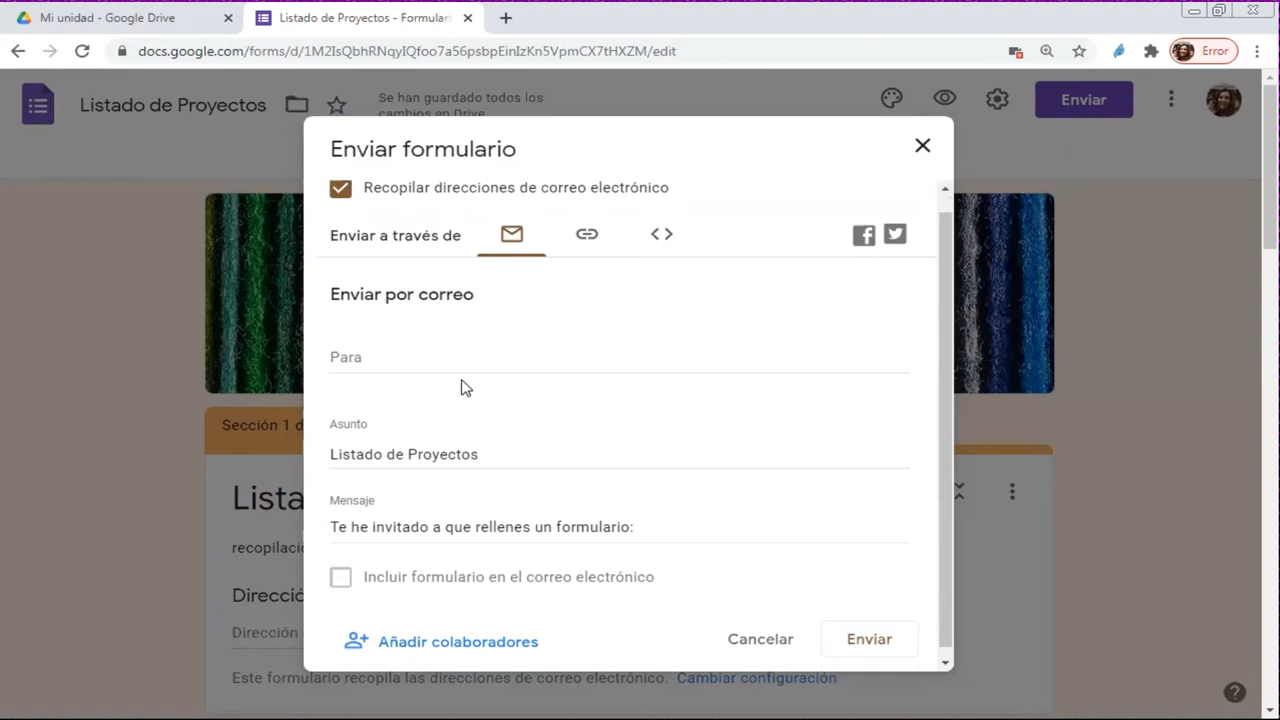 Mi unidad - Google Drive
Listado de Proyectos - Formulari
docs.google.com/forms/d/1M2IsQbhRNqyIQfoo7a56psbpEinIzKn5VpmCX7tHXZM/edit
Error
Listado de Proyectos
Se han guardado todos los
cambios en Drive
Enviar
Enviar formulario
Recopilar direcciones de correo electrónico
Enviar a través de
Enviar por correo
Para
Sección 1 d
Asunto
Listado de Proyectos
Lista
Mensaje
Te he invitado a que rellenes un formulario:
recopilació
Incluir formulario en el correo electrónico
Direcció
Dirección
Añadir colaboradores
Cancelar
Enviar
Este formulario recopila las direcciones de correo electrónico. Cambiar configuración